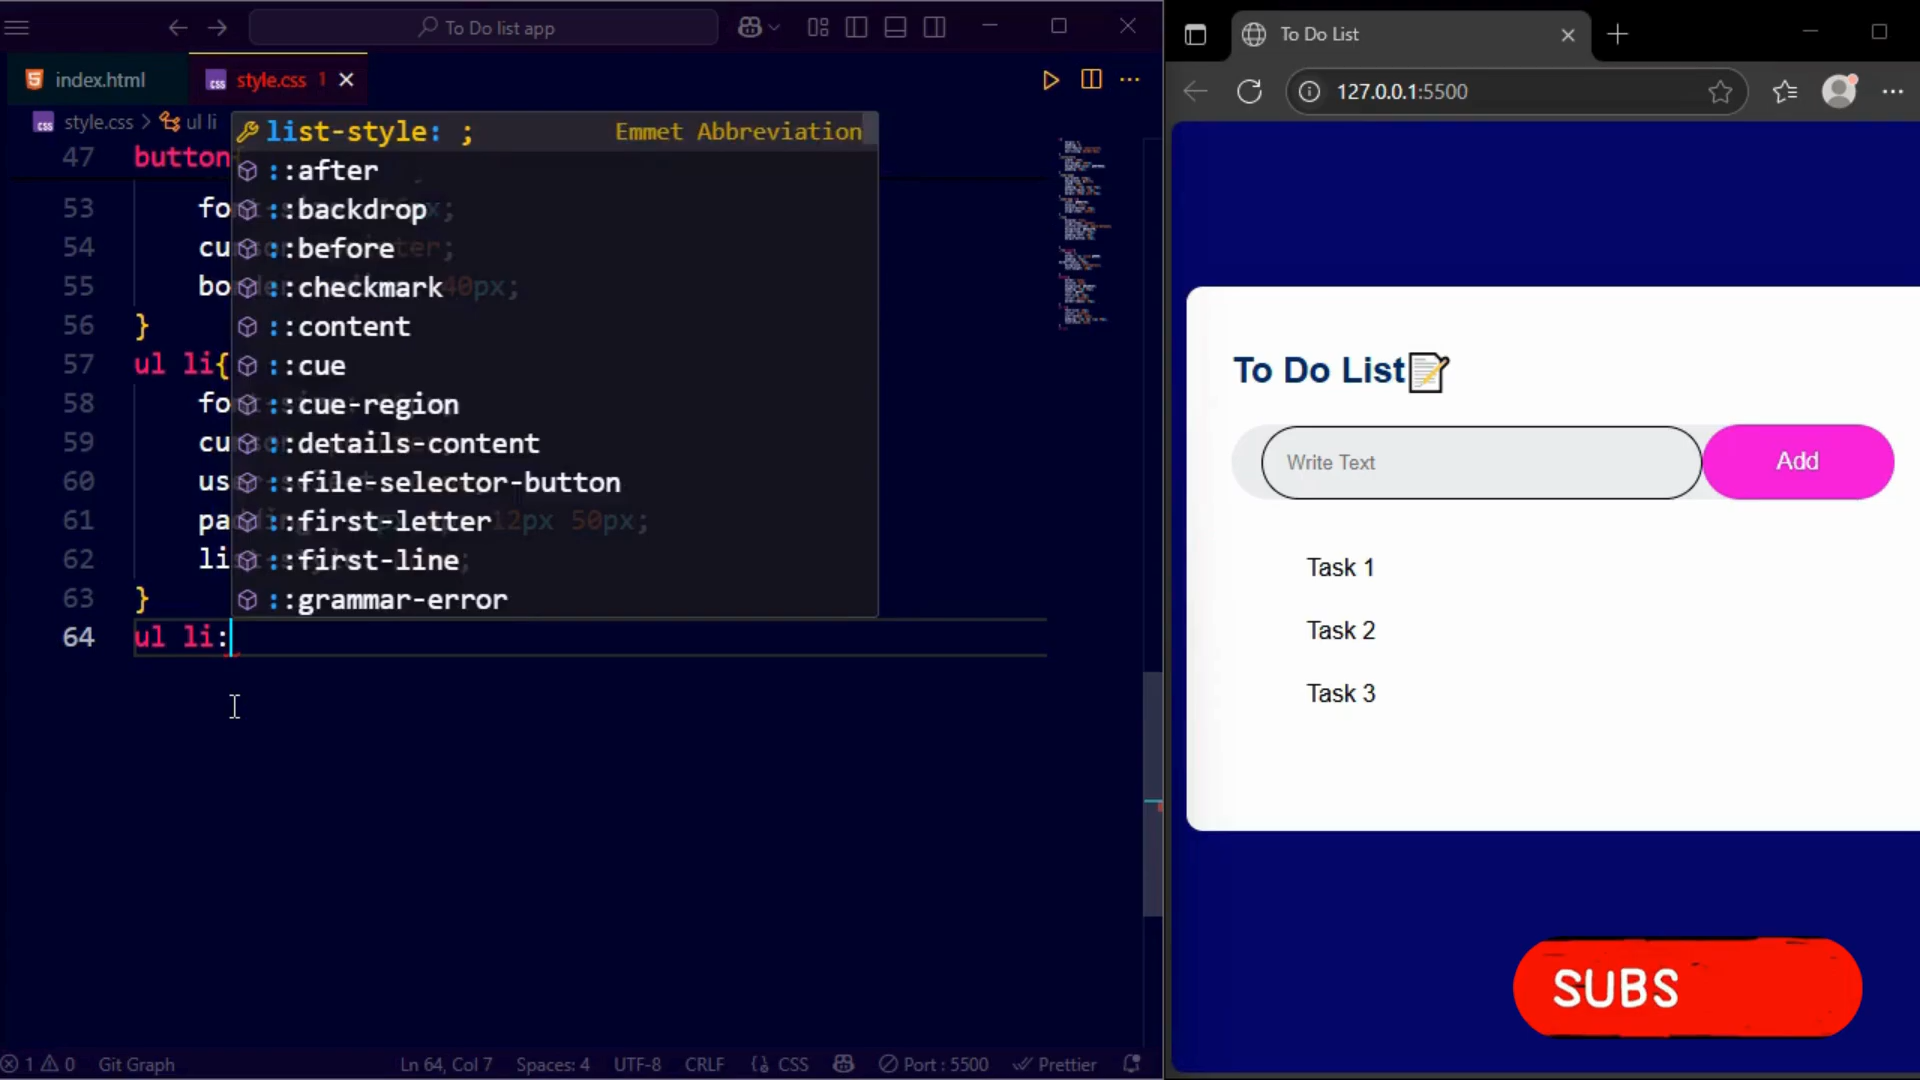 To Do list app
index.html
style.css 1
style.css > ul li
list-style: ; Emmet Abbreviation
47 button
::after
53 fo
::backdrop
54 cu
::before
55 bo
::checkmark 40px;
56 }
::content
57 ul li{
::cue
58 fo
::cue-region
59 cu
::details-content
60 us
::file-selector-button
61 pa
::first-letter 12px 50px;
62 li
::first-line
63 }
::grammar-error
64 ul li:
1 0 Git Graph Ln 64, Col 7 Spaces: 4 UTF-8 CRLF {} CSS Port : 5500 Prettier
To Do List
127.0.0.1:5500
To Do List
Write Text Add
Task 1
Task 2
Task 3
SUBS